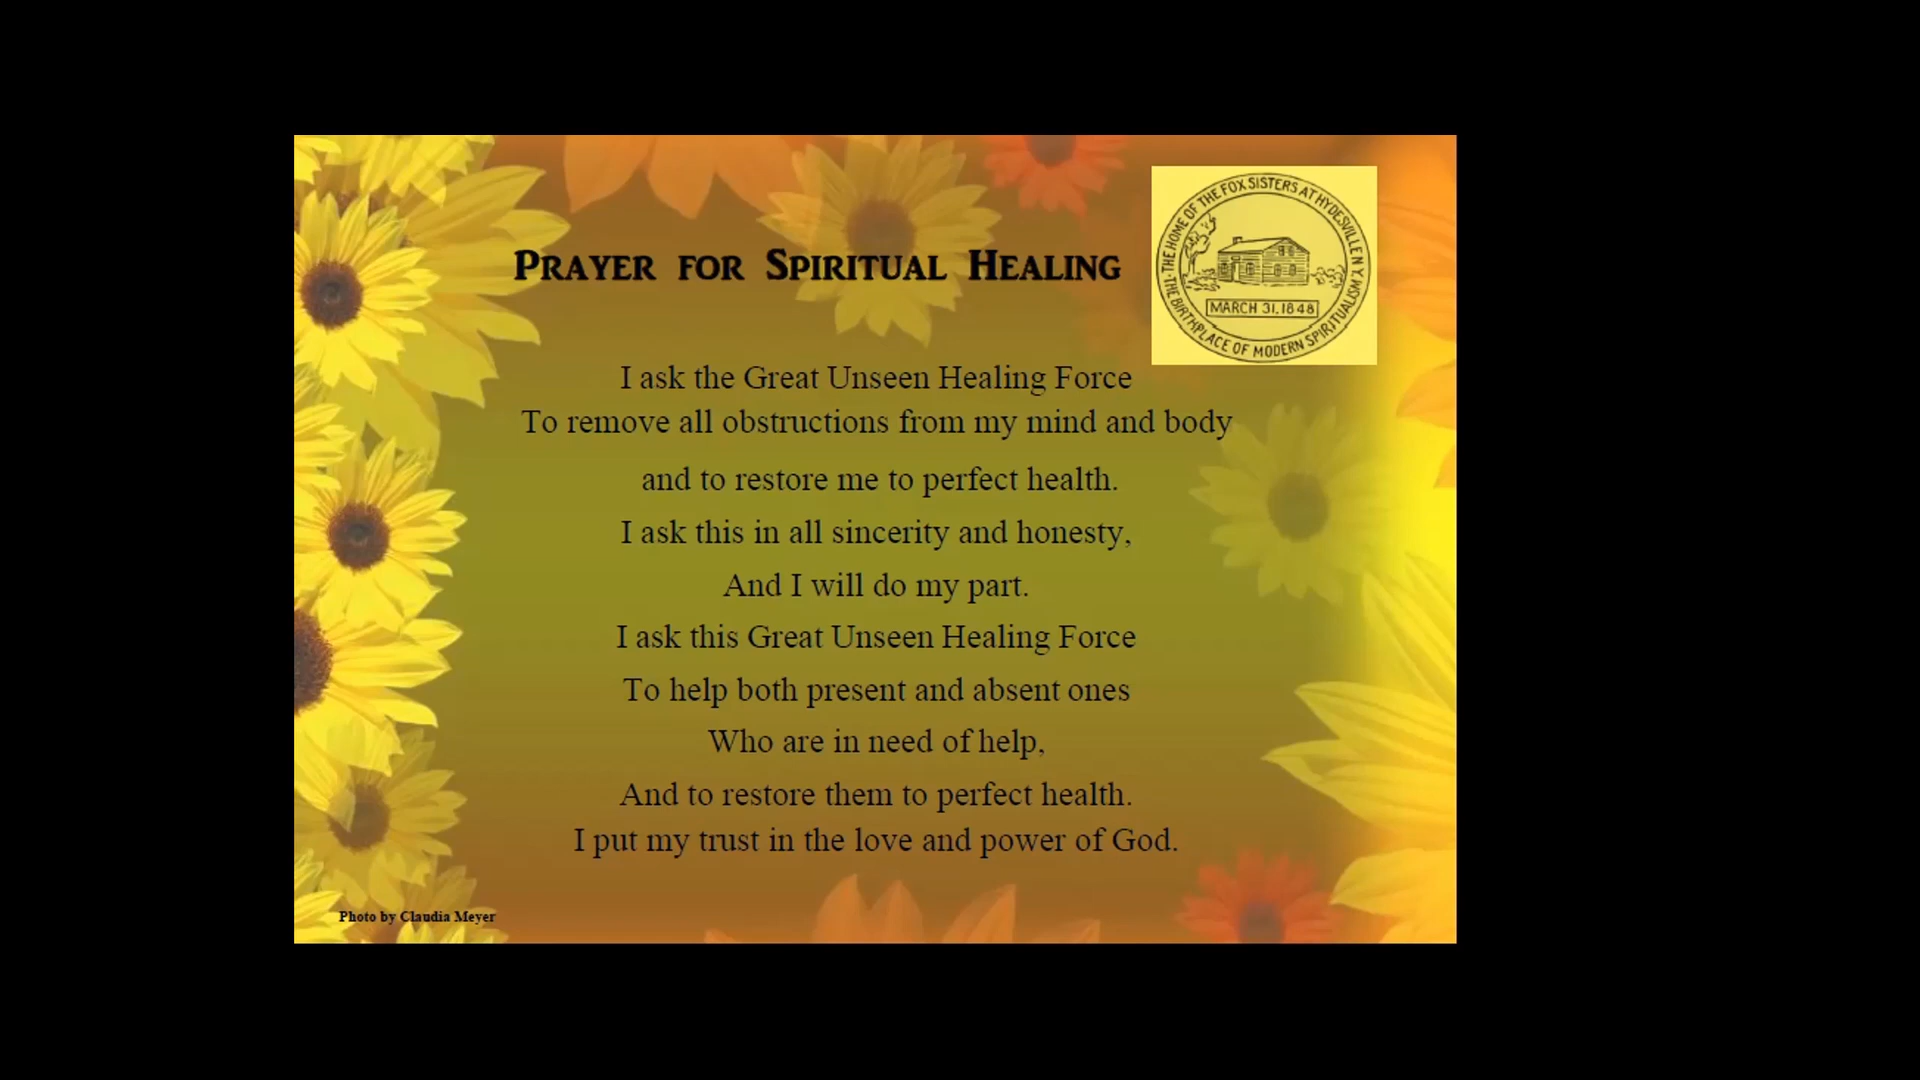 PRAYER FOR SPIRITUAL HEALING
THE HOME OF THE FOX SISTERS AT HYDESVILLE N.Y.
MARCH 31, 1848
THE BIRTHPLACE OF MODERN SPIRITUALISM
I ask the Great Unseen Healing Force
To remove all obstructions from my mind and body
and to restore me to perfect health.
I ask this in all sincerity and honesty,
And I will do my part.
I ask this Great Unseen Healing Force
To help both present and absent ones
Who are in need of help,
And to restore them to perfect health.
I put my trust in the love and power of God.
Photo by Claudia Meyer